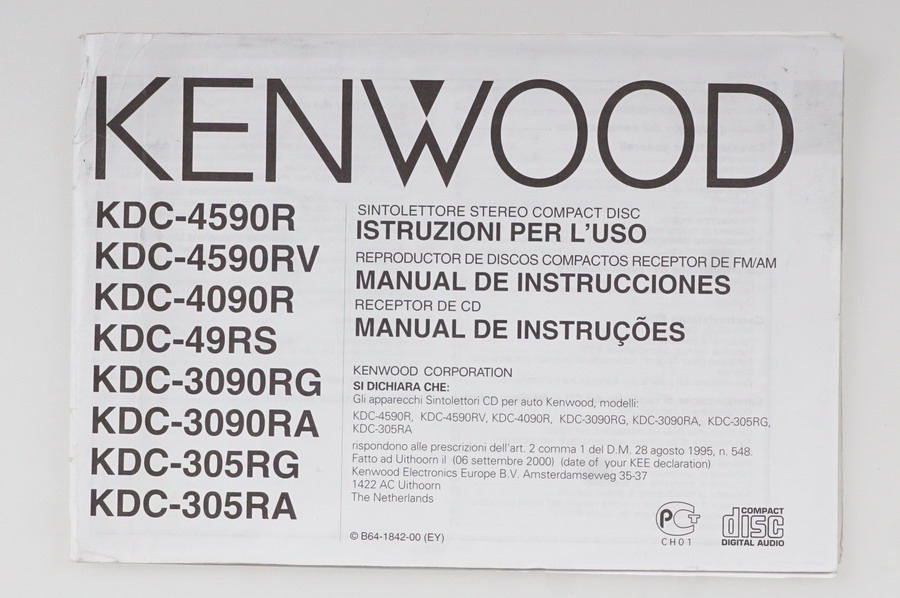 KENWOOD
KDC-4590R
KDC-4590RV
KDC-4090R
KDC-49RS
KDC-3090RG
KDC-3090RA
KDC-305RG
KDC-305RA
SINTOLETTORE STEREO COMPACT DISC
ISTRUZIONI PER L'USO
REPRODUCTOR DE DISCOS COMPACTOS RECEPTOR DE FM/AM
MANUAL DE INSTRUCCIONES
RECEPTOR DE CD
MANUAL DE INSTRUÇÕES
KENWOOD CORPORATION
SI DICHIARA CHE:
Gli apparecchi Sintolettori CD per auto Kenwood, modelli:
KDC-4590R, KDC-4590RV, KDC-4090R, KDC-3090RG, KDC-3090RA, KDC-305RG,
KDC-305RA
rispondono alle prescrizioni dell'art. 2 comma 1 del D.M. 28 agosto 1995, n. 548.
Fatto ad Uithoorn il (06 settembre 2000) (date of your KEE declaration)
Kenwood Electronics Europe B.V. Amsterdamseweg 35-37
1422 AC Uithoorn
The Netherlands
© B64-1842-00 (EY)
PCT
CH01
COMPACT
disc
DIGITAL AUDIO